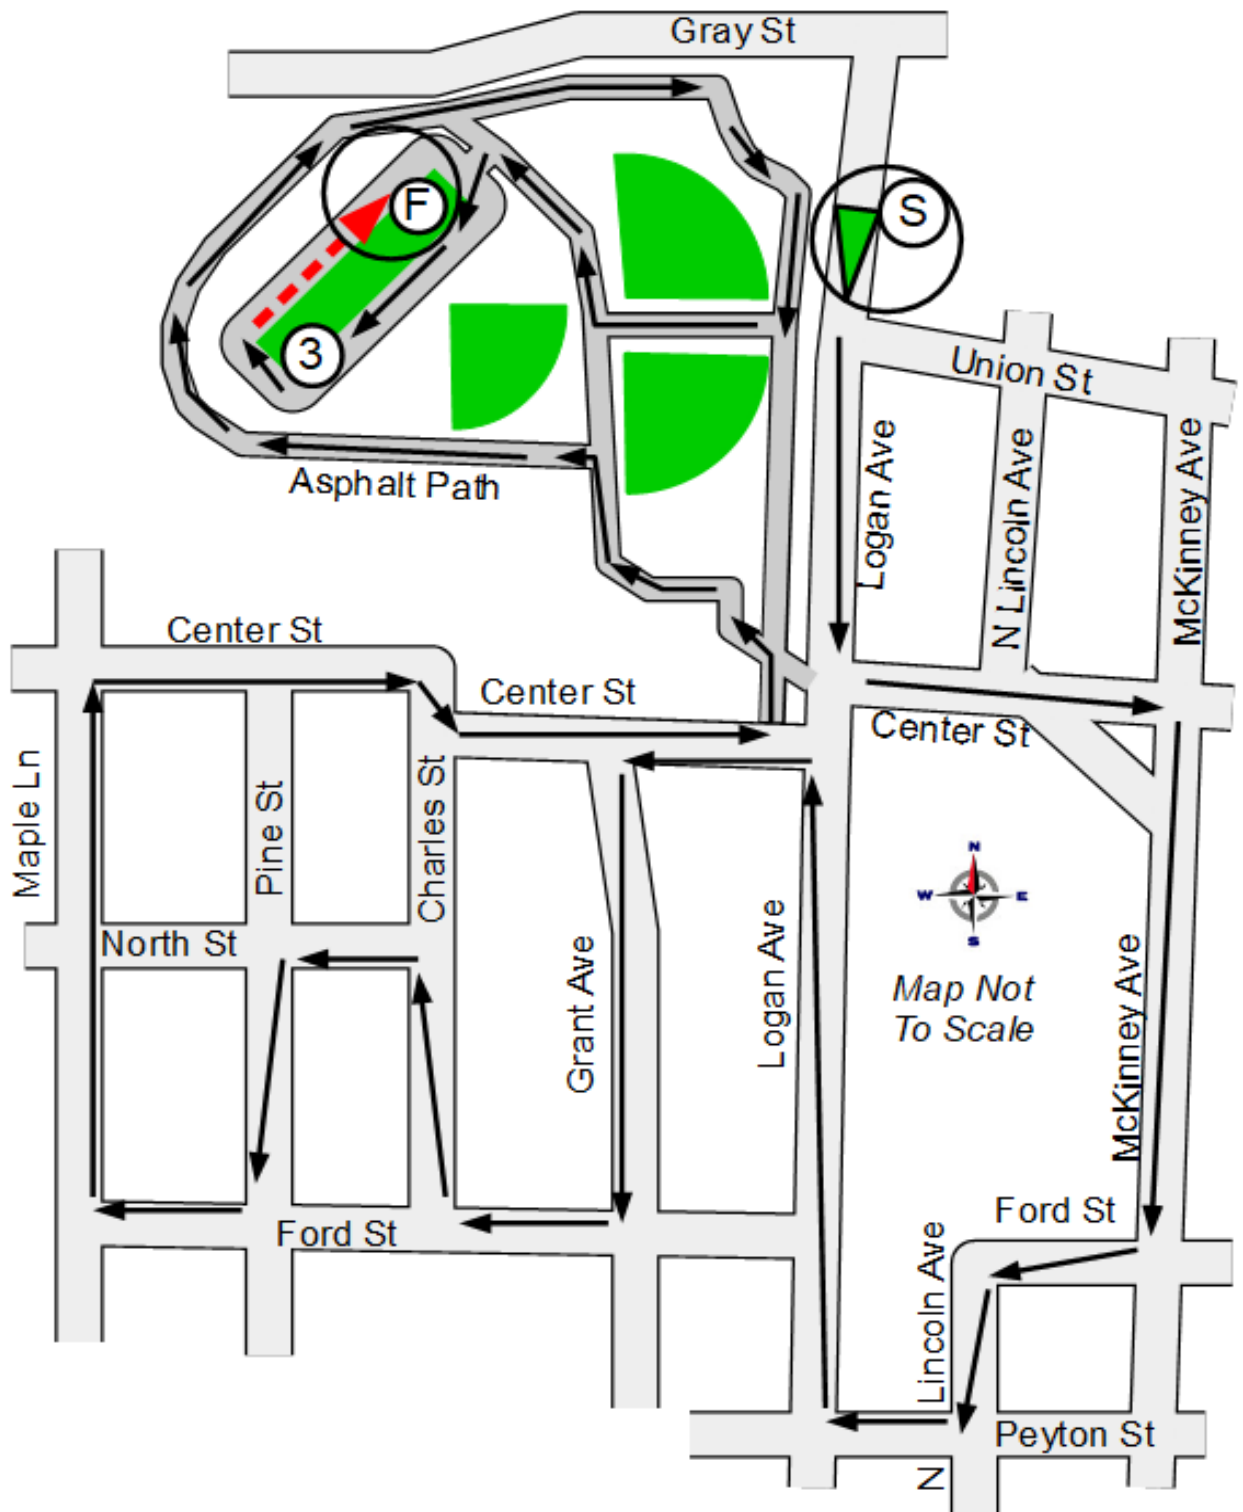 Gray St
F
S
3
Union St
Asphalt Path
Logan Ave
N Lincoln Ave
McKinney Ave
Center St
Center St
Center St
Maple Ln
Pine St
Charles St
N
W
E
S
North St
Grant Ave
Logan Ave
Map Not
To Scale
McKinney Ave
Ford St
Ford St
N Lincoln Ave
Peyton St